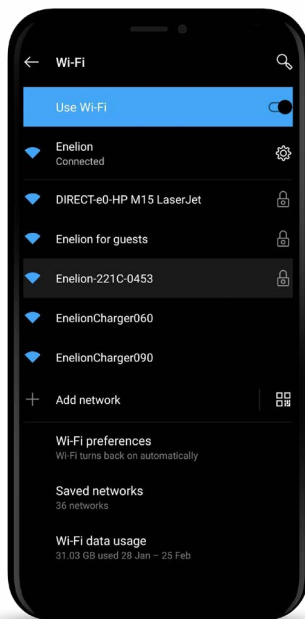 Wi-Fi
Use Wi-Fi
Enelion
Connected
DIRECT-e0-HP M15 LaserJet
Enelion for guests
Enelion-221C-0453
EnelionCharger060
EnelionCharger090
Add network
Wi-Fi preferences
Wi-Fi turns back on automatically
Saved networks
36 networks
Wi-Fi data usage
31.03 GB used 28 Jan – 25 Feb